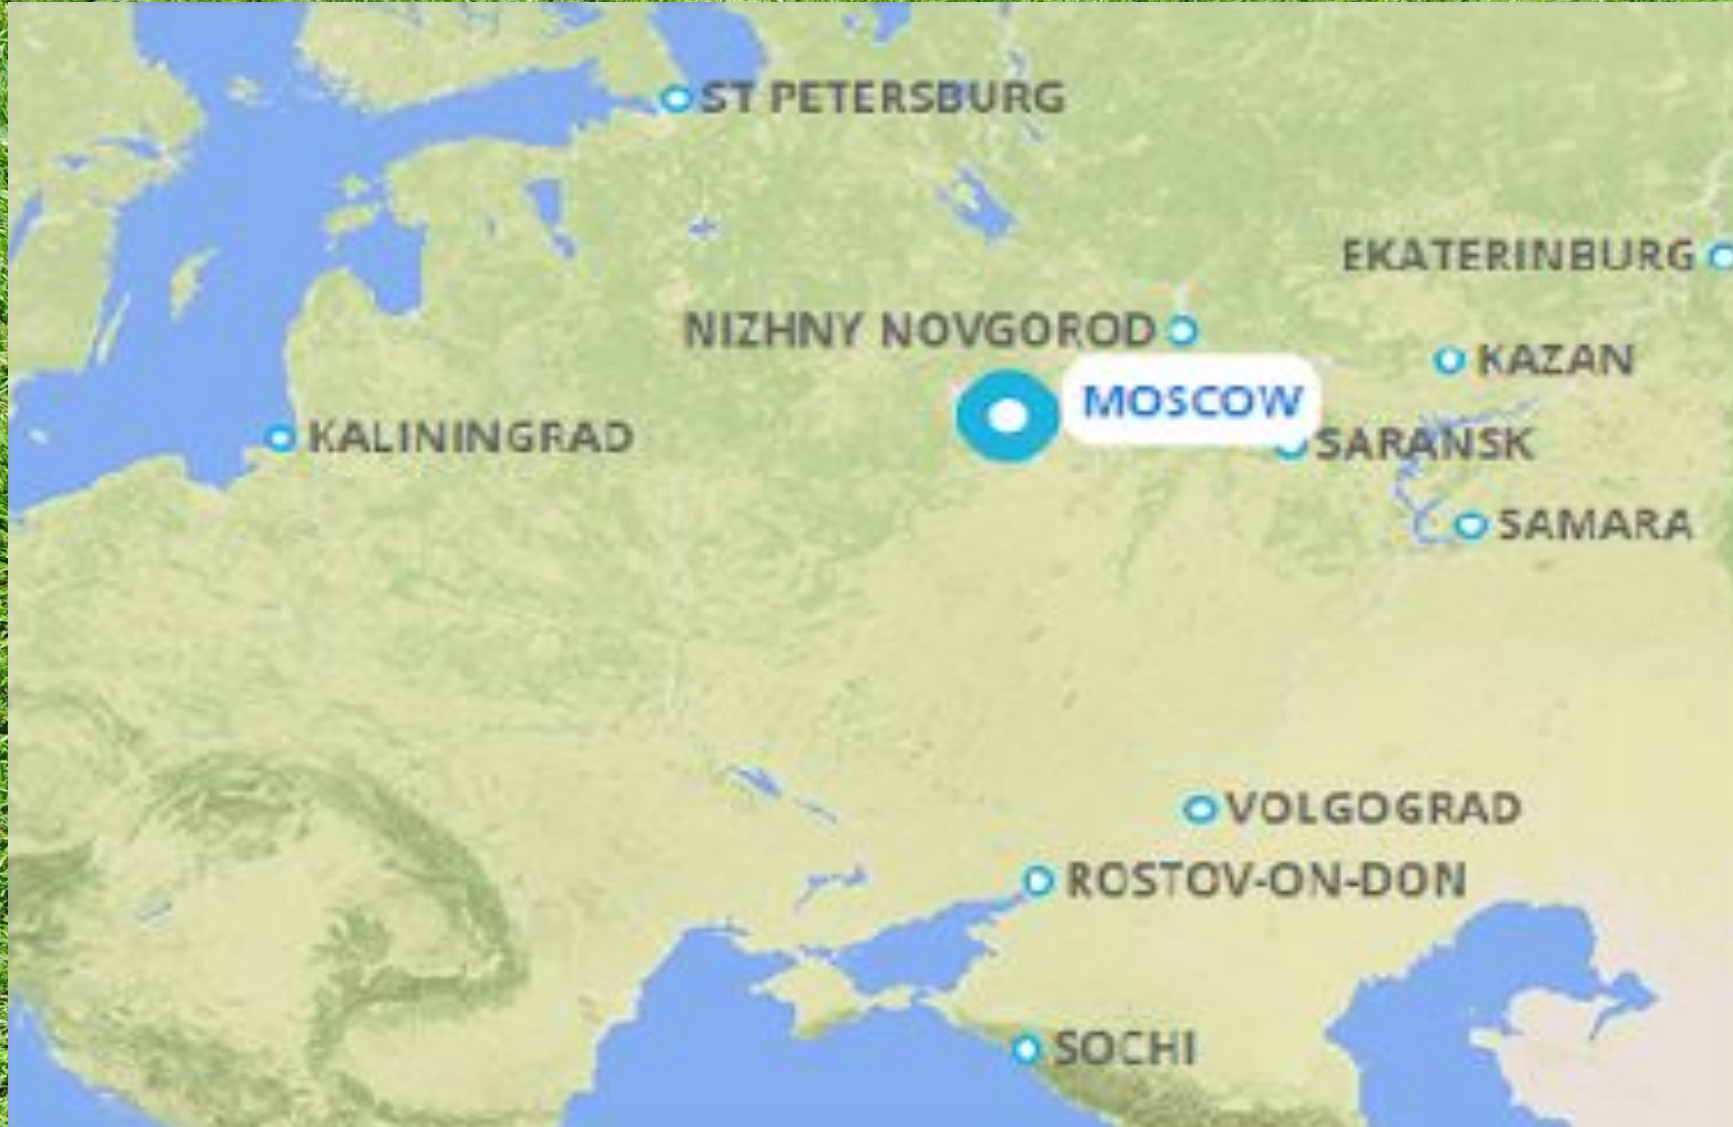 ST PETERSBURG
EKATERINBURG
NIZHNY NOVGOROD
KAZAN
MOSCOW
KALININGRAD
SARANSK
SAMARA
VOLGOGRAD
ROSTOV-ON-DON
SOCHI